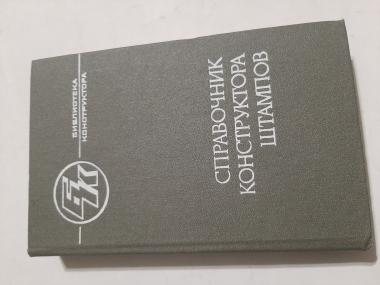 БИБЛИОТЕКА
КОНСТРУКТОРА
СПРАВОЧНИК
КОНСТРУКТОРА
ШТАМПОВ
БК